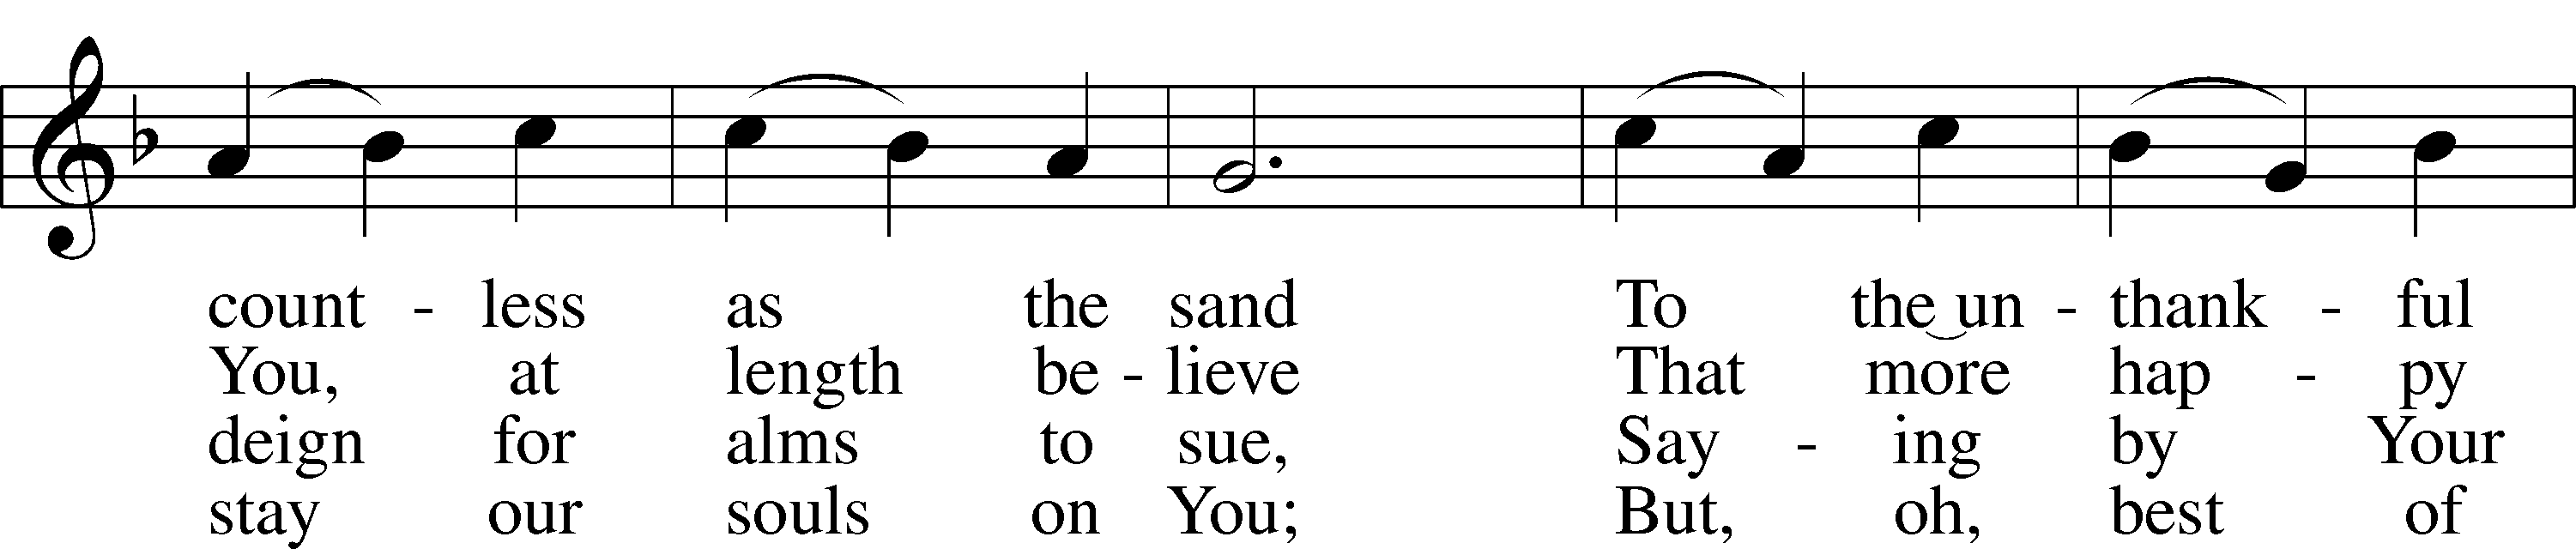 count - less as the sand To the un - thank - ful
You, at length be - lieve That more hap - py
deign for alms to sue, Say - ing by Your
stay our souls on You; But, oh, best of